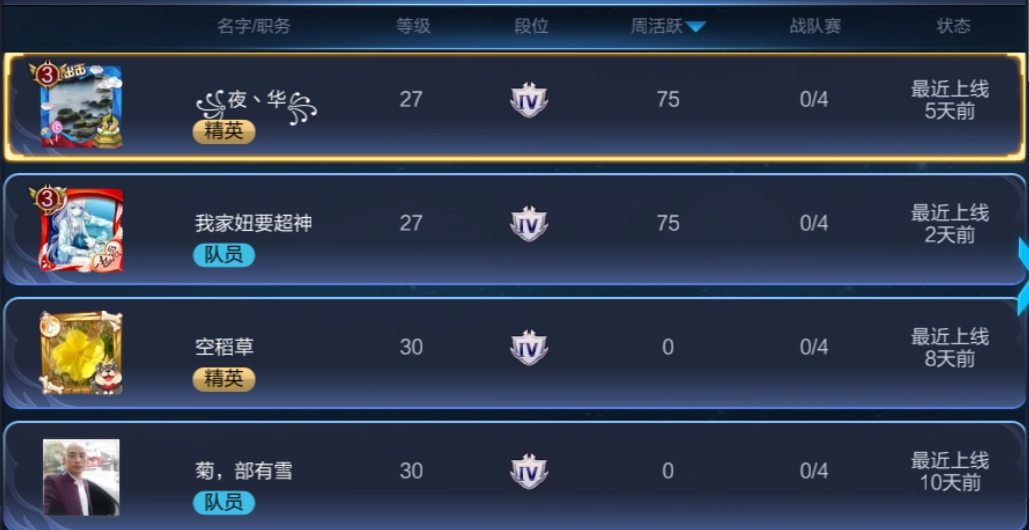 名字/职务 等级 段位 周活跃 战队赛 状态
3
夜丶华 27 IV 75 0/4 最近上线
5天前
精英
3
我家妞要超神 27 IV 75 0/4 最近上线
2天前
队员
空稻草 30 IV 0 0/4 最近上线
8天前
精英
菊，部有雪 30 IV 0 0/4 最近上线
10天前
队员